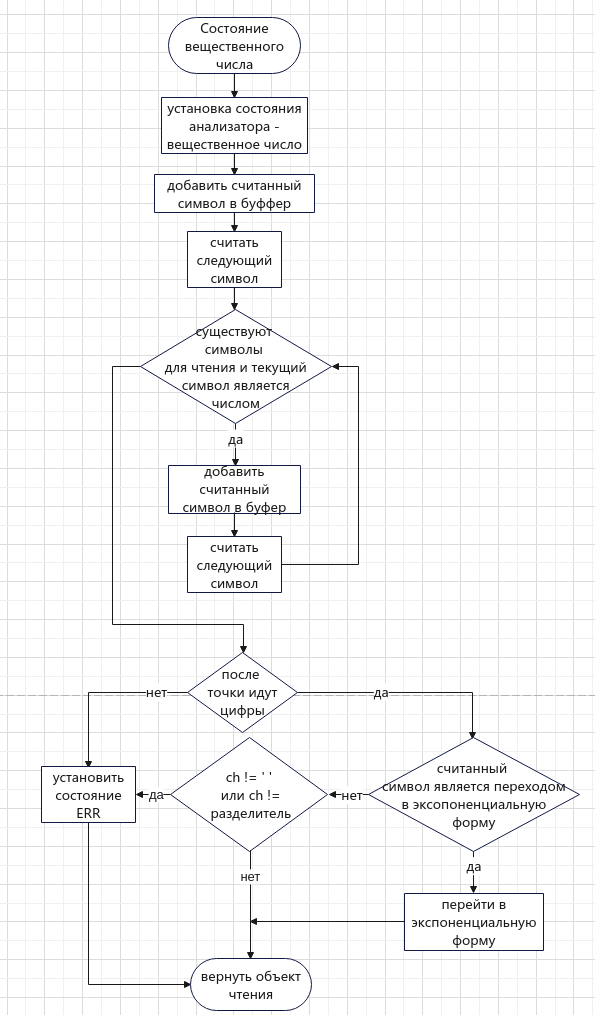 Состояние
вещественного
числа
установка состояния
анализатора -
вещественное число
добавить считанный
символ в буффер
считать
следующий
символ
существуют
символы
для чтения и текущий
символ является
числом
да
добавить
считанный
символ в буфер
считать
следующий
символ
после
точки идут
цифры
нет
да
установить
состояние
ERR
да
ch != ' '
или ch !=
разделитель
нет
считанный
символ является переходом
в эксопоненциальную
форму
нет
да
перейти в
экспоненциальную
форму
вернуть объект
чтения